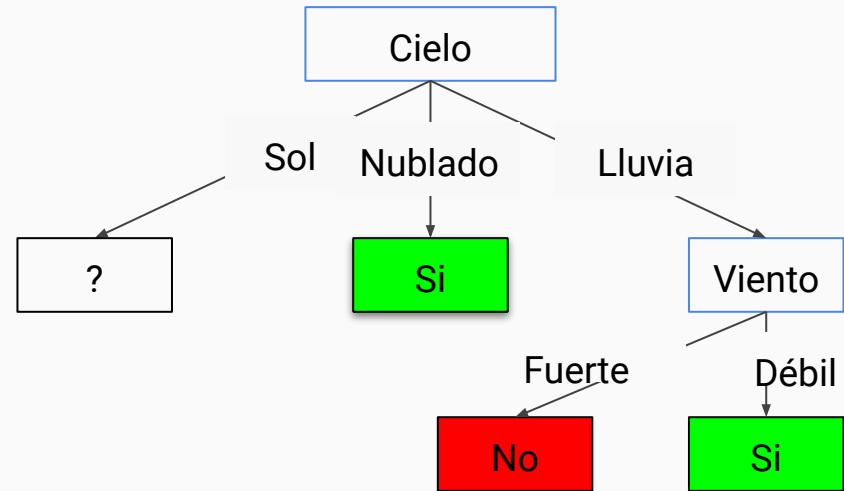 Cielo
Sol
Nublado
Lluvia
?
Si
Viento
Fuerte
Débil
No
Si